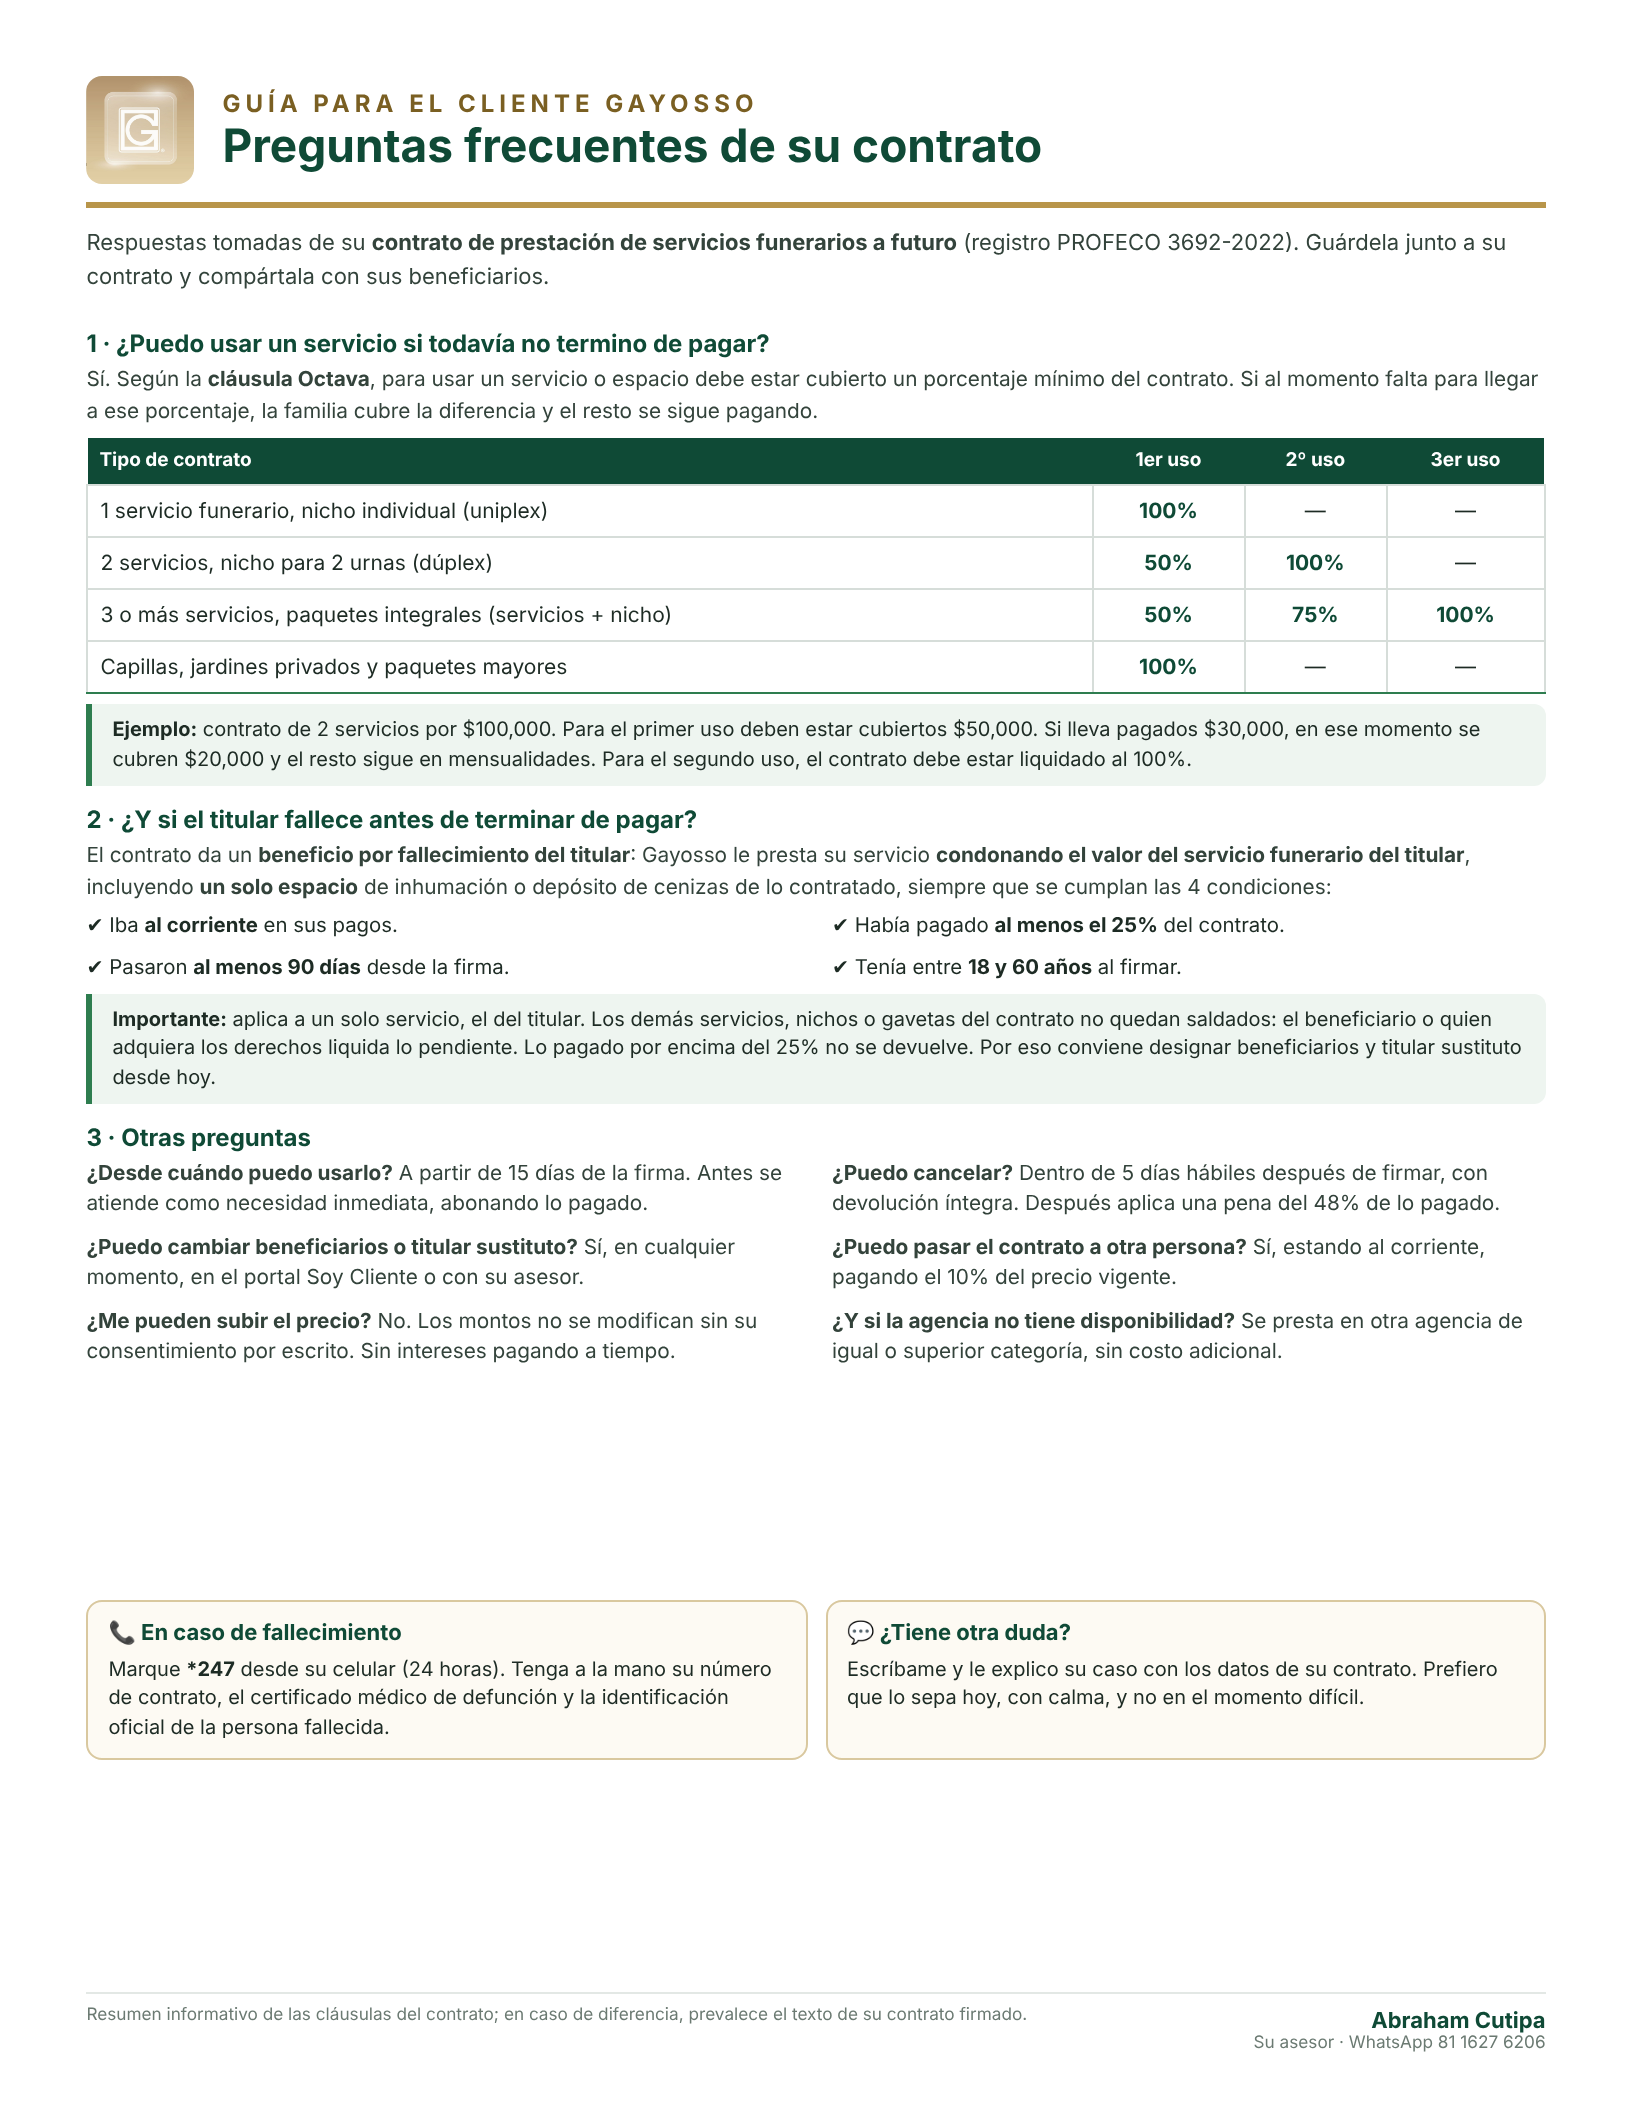 G
GUÍA PARA EL CLIENTE GAYOSSO
Preguntas frecuentes de su contrato
Respuestas tomadas de su contrato de prestación de servicios funerarios a futuro (registro PROFECO 3692-2022). Guárdela junto a su
contrato y compártala con sus beneficiarios.
1 · ¿Puedo usar un servicio si todavía no termino de pagar?
Sí. Según la cláusula Octava, para usar un servicio o espacio debe estar cubierto un porcentaje mínimo del contrato. Si al momento falta para llegar
a ese porcentaje, la familia cubre la diferencia y el resto se sigue pagando.
Tipo de contrato 1er uso 2º uso 3er uso
1 servicio funerario, nicho individual (uniplex) 100% — —
2 servicios, nicho para 2 urnas (dúplex) 50% 100% —
3 o más servicios, paquetes integrales (servicios + nicho) 50% 75% 100%
Capillas, jardines privados y paquetes mayores 100% — —
Ejemplo: contrato de 2 servicios por $100,000. Para el primer uso deben estar cubiertos $50,000. Si lleva pagados $30,000, en ese momento se
cubren $20,000 y el resto sigue en mensualidades. Para el segundo uso, el contrato debe estar liquidado al 100%.
2 · ¿Y si el titular fallece antes de terminar de pagar?
El contrato da un beneficio por fallecimiento del titular: Gayosso le presta su servicio condonando el valor del servicio funerario del titular,
incluyendo un solo espacio de inhumación o depósito de cenizas de lo contratado, siempre que se cumplan las 4 condiciones:
✔ Iba al corriente en sus pagos.
✔ Había pagado al menos el 25% del contrato.
✔ Pasaron al menos 90 días desde la firma.
✔ Tenía entre 18 y 60 años al firmar.
Importante: aplica a un solo servicio, el del titular. Los demás servicios, nichos o gavetas del contrato no quedan saldados: el beneficiario o quien
adquiera los derechos liquida lo pendiente. Lo pagado por encima del 25% no se devuelve. Por eso conviene designar beneficiarios y titular sustituto
desde hoy.
3 · Otras preguntas
¿Desde cuándo puedo usarlo? A partir de 15 días de la firma. Antes se
atiende como necesidad inmediata, abonando lo pagado.
¿Puedo cancelar? Dentro de 5 días hábiles después de firmar, con
devolución íntegra. Después aplica una pena del 48% de lo pagado.
¿Puedo cambiar beneficiarios o titular sustituto? Sí, en cualquier
momento, en el portal Soy Cliente o con su asesor.
¿Puedo pasar el contrato a otra persona? Sí, estando al corriente,
pagando el 10% del precio vigente.
¿Me pueden subir el precio? No. Los montos no se modifican sin su
consentimiento por escrito. Sin intereses pagando a tiempo.
¿Y si la agencia no tiene disponibilidad? Se presta en otra agencia de
igual o superior categoría, sin costo adicional.
📞 En caso de fallecimiento
Marque *247 desde su celular (24 horas). Tenga a la mano su número
de contrato, el certificado médico de defunción y la identificación
oficial de la persona fallecida.
💬 ¿Tiene otra duda?
Escríbame y le explico su caso con los datos de su contrato. Prefiero
que lo sepa hoy, con calma, y no en el momento difícil.
Resumen informativo de las cláusulas del contrato; en caso de diferencia, prevalece el texto de su contrato firmado.
Abraham Cutipa
Su asesor · WhatsApp 81 1627 6206